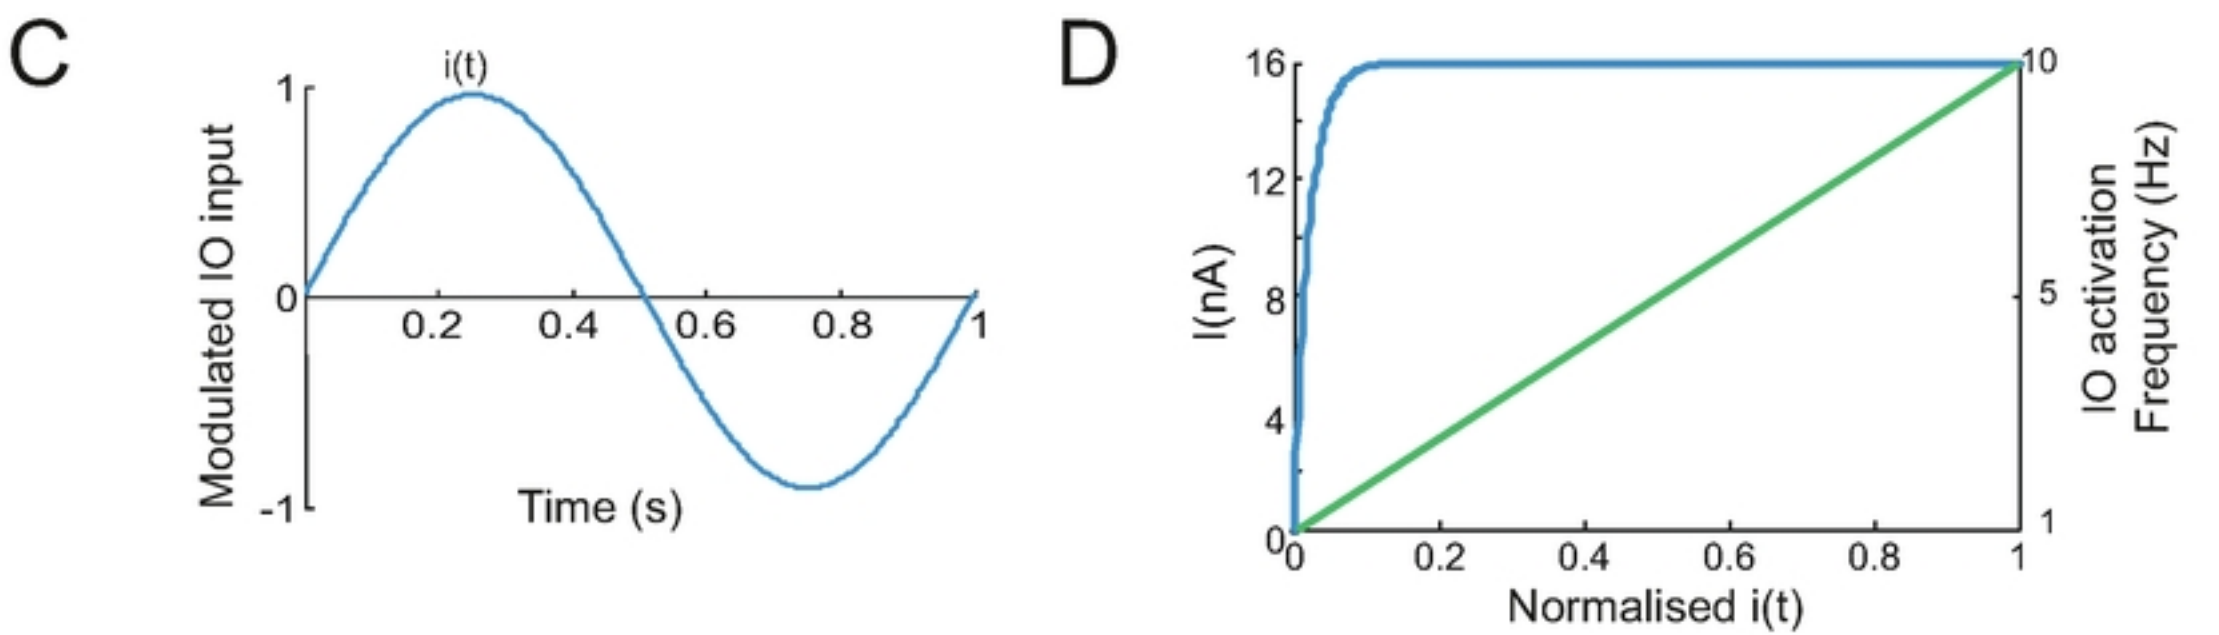 C
i(t)
1
0
-1
Modulated IO input
0.2
0.4
0.6
0.8
1
Time (s)
D
16
12
8
4
0
I(nA)
10
5
1
IO activation
Frequency (Hz)
0
0.2
0.4
0.6
0.8
1
Normalised i(t)